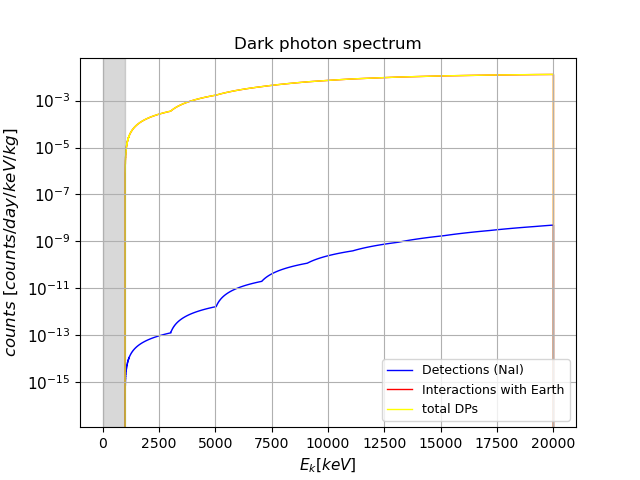 Dark photon spectrum
counts [counts/day/keV/kg]
10⁻³
10⁻⁵
10⁻⁷
10⁻⁹
10⁻¹¹
10⁻¹³
10⁻¹⁵
Detections (NaI)
Interactions with Earth
total DPs
0 2500 5000 7500 10000 12500 15000 17500 20000
Eₖ[keV]